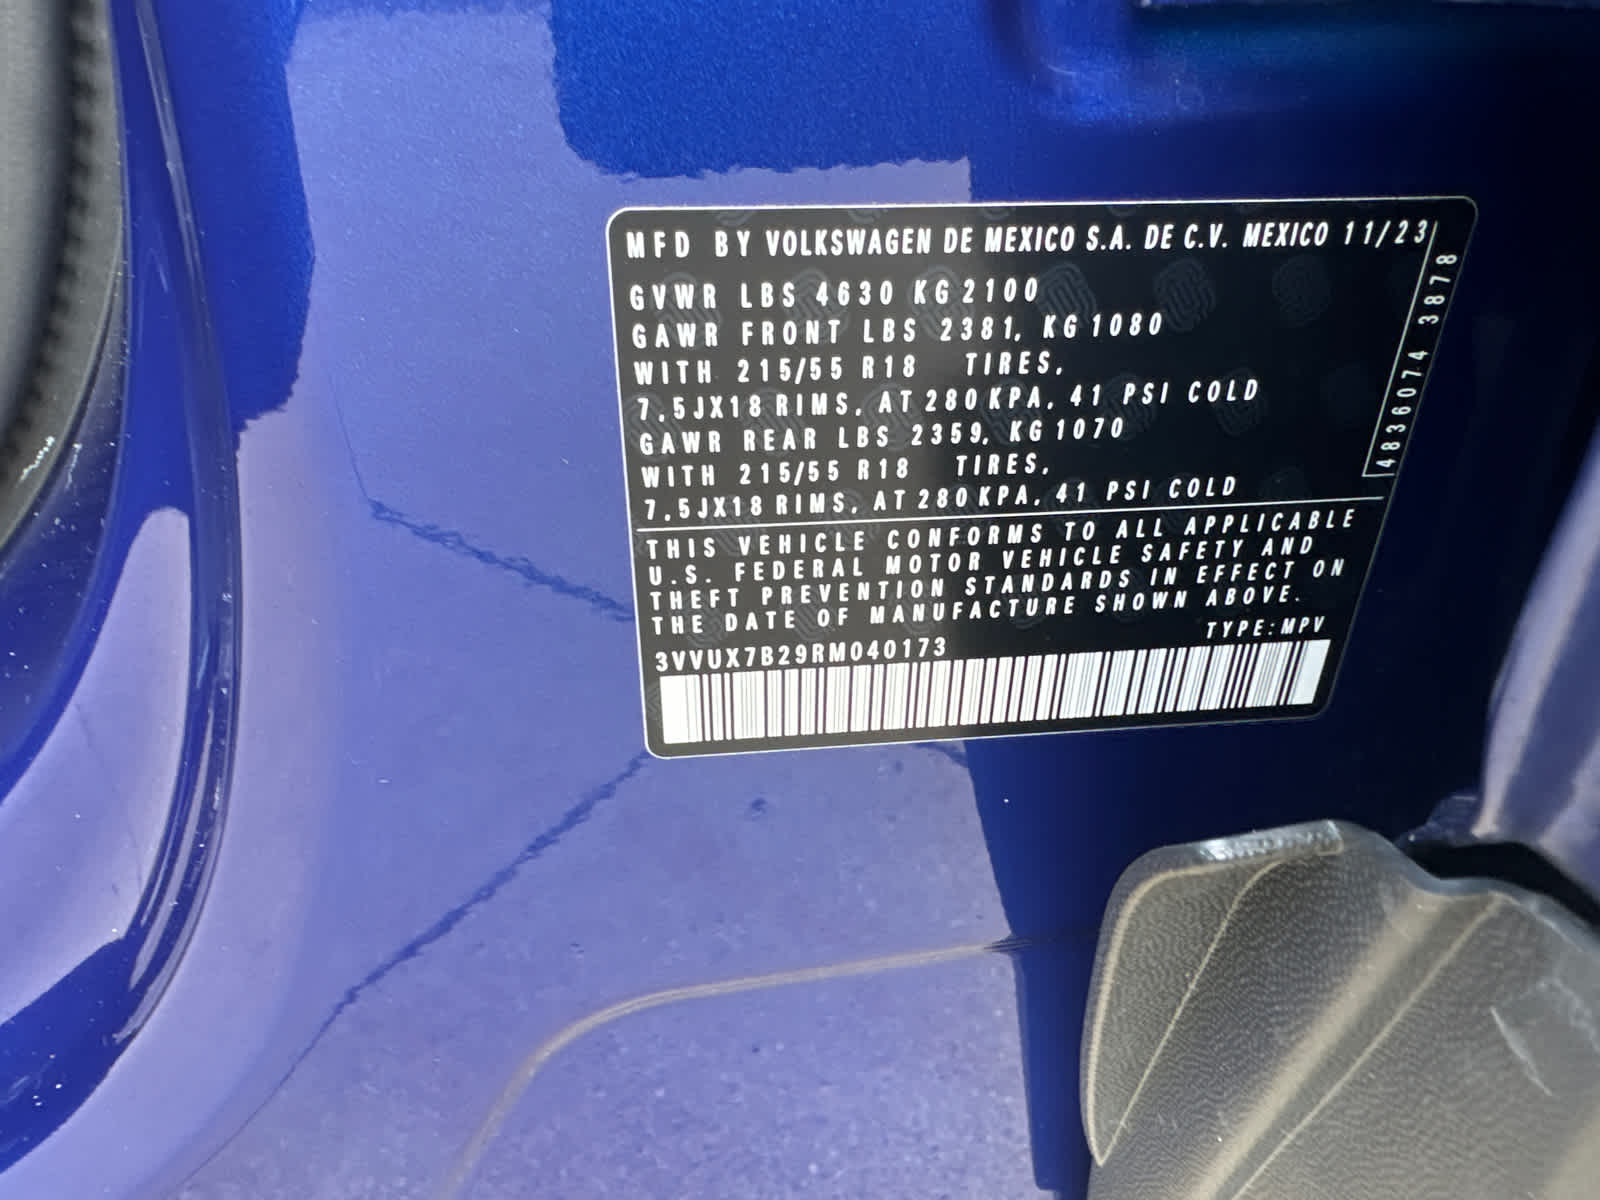 MFD BY VOLKSWAGEN DE MEXICO S.A. DE C.V. MEXICO 11/23
GVWR LBS 4630 KG 2100
GAWR FRONT LBS 2381, KG 1080
WITH 215/55 R18 TIRES,
7,5JX18 RIMS, AT 280 KPA, 41 PSI COLD
GAWR REAR LBS 2359, KG 1070
WITH 215/55 R18 TIRES,
7,5JX18 RIMS, AT 280 KPA, 41 PSI COLD
4836074 3878
THIS VEHICLE CONFORMS TO ALL APPLICABLE
U.S. FEDERAL MOTOR VEHICLE SAFETY AND
THEFT PREVENTION STANDARDS IN EFFECT ON
THE DATE OF MANUFACTURE SHOWN ABOVE.
TYPE: MPV
3VVUX7B29RM040173